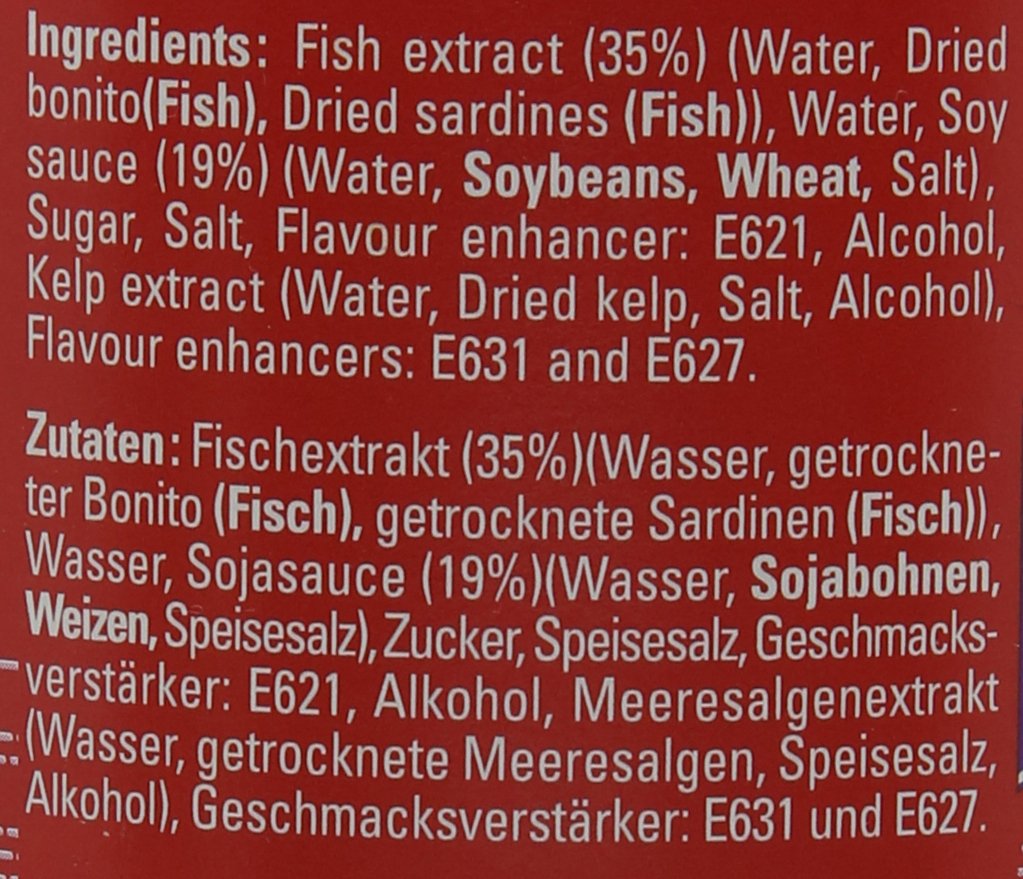 Ingredients: Fish extract (35%) (Water, Dried
bonito(Fish), Dried sardines (Fish)), Water, Soy
sauce (19%) (Water, Soybeans, Wheat, Salt),
Sugar, Salt, Flavour enhancer: E621, Alcohol,
Kelp extract (Water, Dried kelp, Salt, Alcohol),
Flavour enhancers: E631 and E627.
Zutaten: Fischextrakt (35%)(Wasser, getrockne-
ter Bonito (Fisch), getrocknete Sardinen (Fisch)),
Wasser, Sojasauce (19%)(Wasser, Sojabohnen,
Weizen, Speisesalz), Zucker, Speisesalz, Geschmacks-
verstärker: E621, Alkohol, Meeresalgenextrakt
(Wasser, getrocknete Meeresalgen, Speisesalz,
Alkohol), Geschmacksverstärker: E631 und E627.